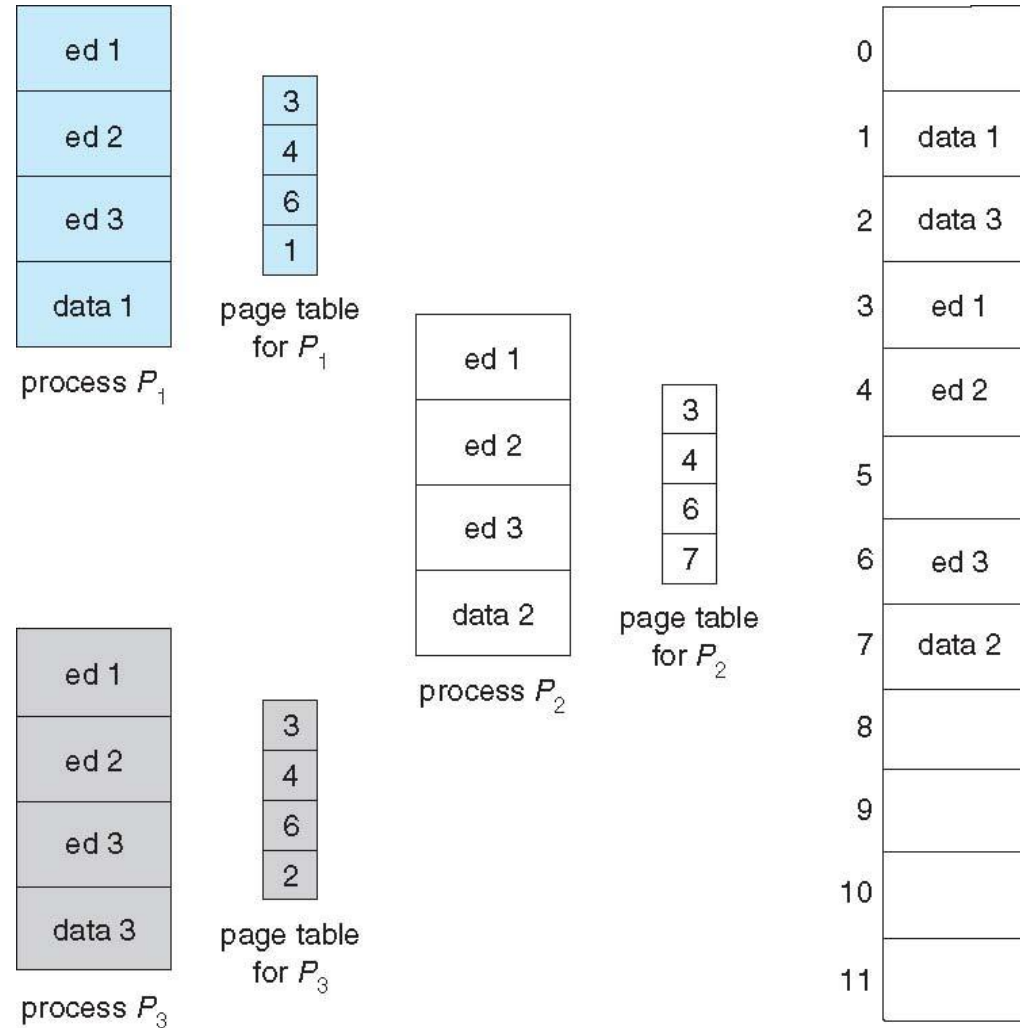 ed 1
ed 2
ed 3
data 1
process P1
3
4
6
1
page table
for P1
ed 1
ed 2
ed 3
data 2
process P2
3
4
6
7
page table
for P2
ed 1
ed 2
ed 3
data 3
process P3
3
4
6
2
page table
for P3
0
1 data 1
2 data 3
3 ed 1
4 ed 2
5
6 ed 3
7 data 2
8
9
10
11